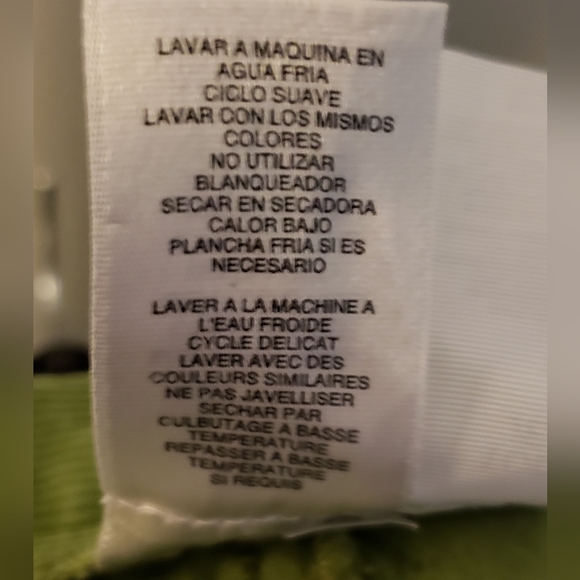 LAVAR A MAQUINA EN
AGUA FRIA
CICLO SUAVE
LAVAR CON LOS MISMOS
COLORES
NO UTILIZAR
BLANQUEADOR
SECAR EN SECADORA
CALOR BAJO
PLANCHA FRIA SI ES
NECESARIO
LAVER A LA MACHINE A
L'EAU FROIDE
CYCLE DELICAT
LAVER AVEC DES
COULEURS SIMILAIRES
NE PAS JAVELLISER
SECHAR PAR
CULBUTAGE A BASSE
TEMPERATURE
REPASSER A BASSE
TEMPERATURE
SI REQUIS